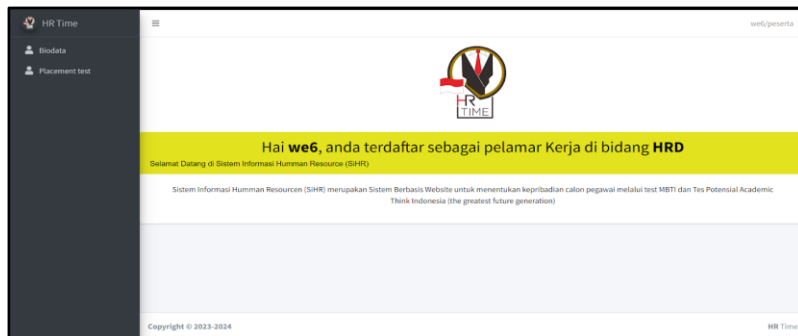 HR Time
we6/peserta
Biodata
Placement test
HR
TIME
Hai we6, anda terdaftar sebagai pelamar Kerja di bidang HRD
Selamat Datang di Sistem Informasi Humman Resource (SiHR)
Sistem Informasi Humman Resourcen (SiHR) merupakan Sistem Berbasis Website untuk menentukan kepribadian calon pegawai melalui test MBTI dan Tes Potensial Academic
Think Indonesia (the greatest future generation)
Copyright © 2023-2024
HR Time